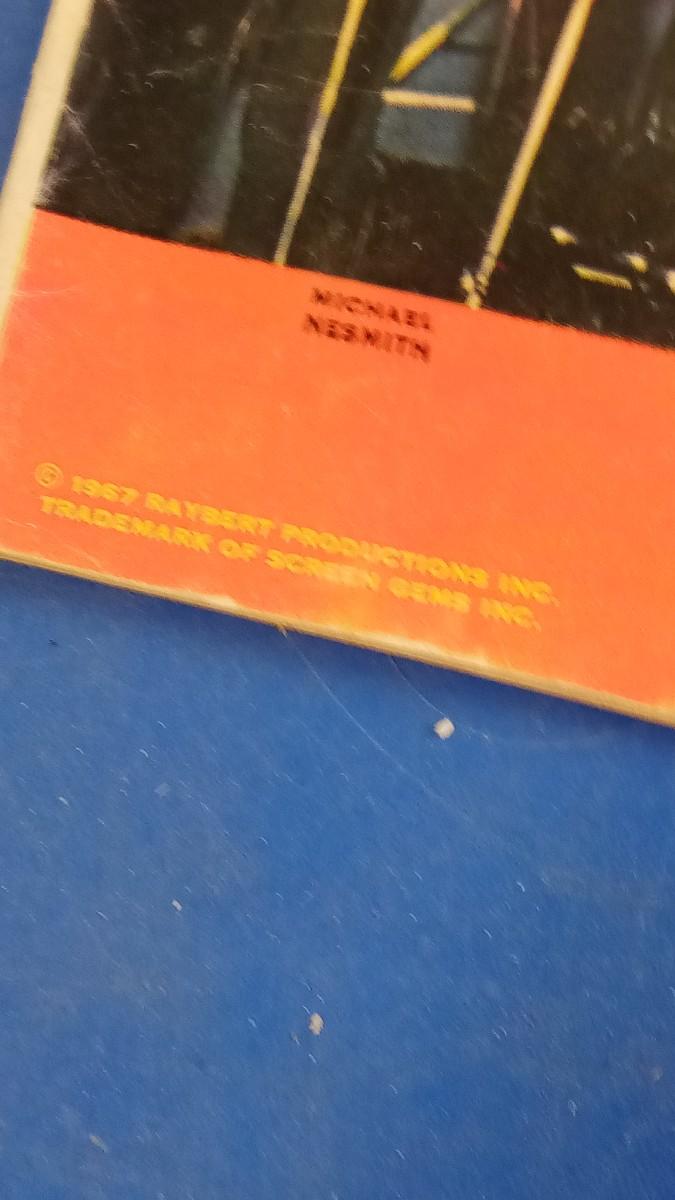 MICHAEL
NESMITH
© 1967 RAYBERT PRODUCTIONS INC.
TRADEMARK OF SCREEN GEMS INC.